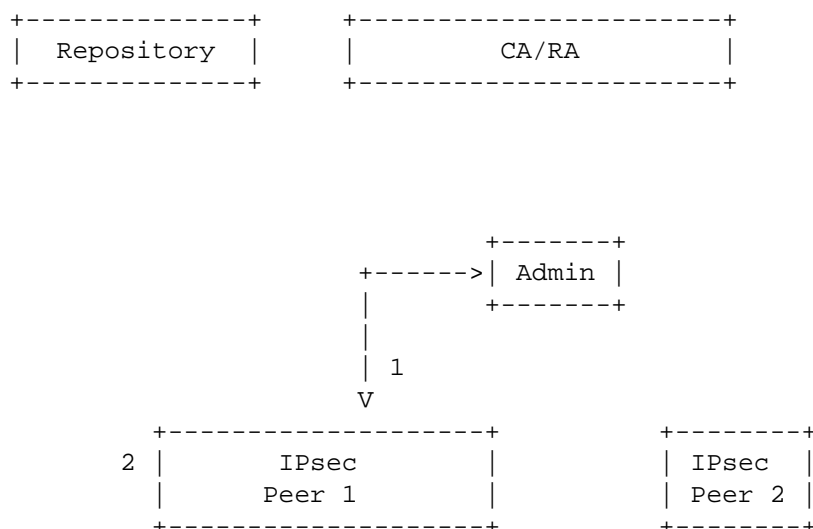 Repository CA/RA
Admin
1
2 IPsec IPsec
Peer 1 Peer 2